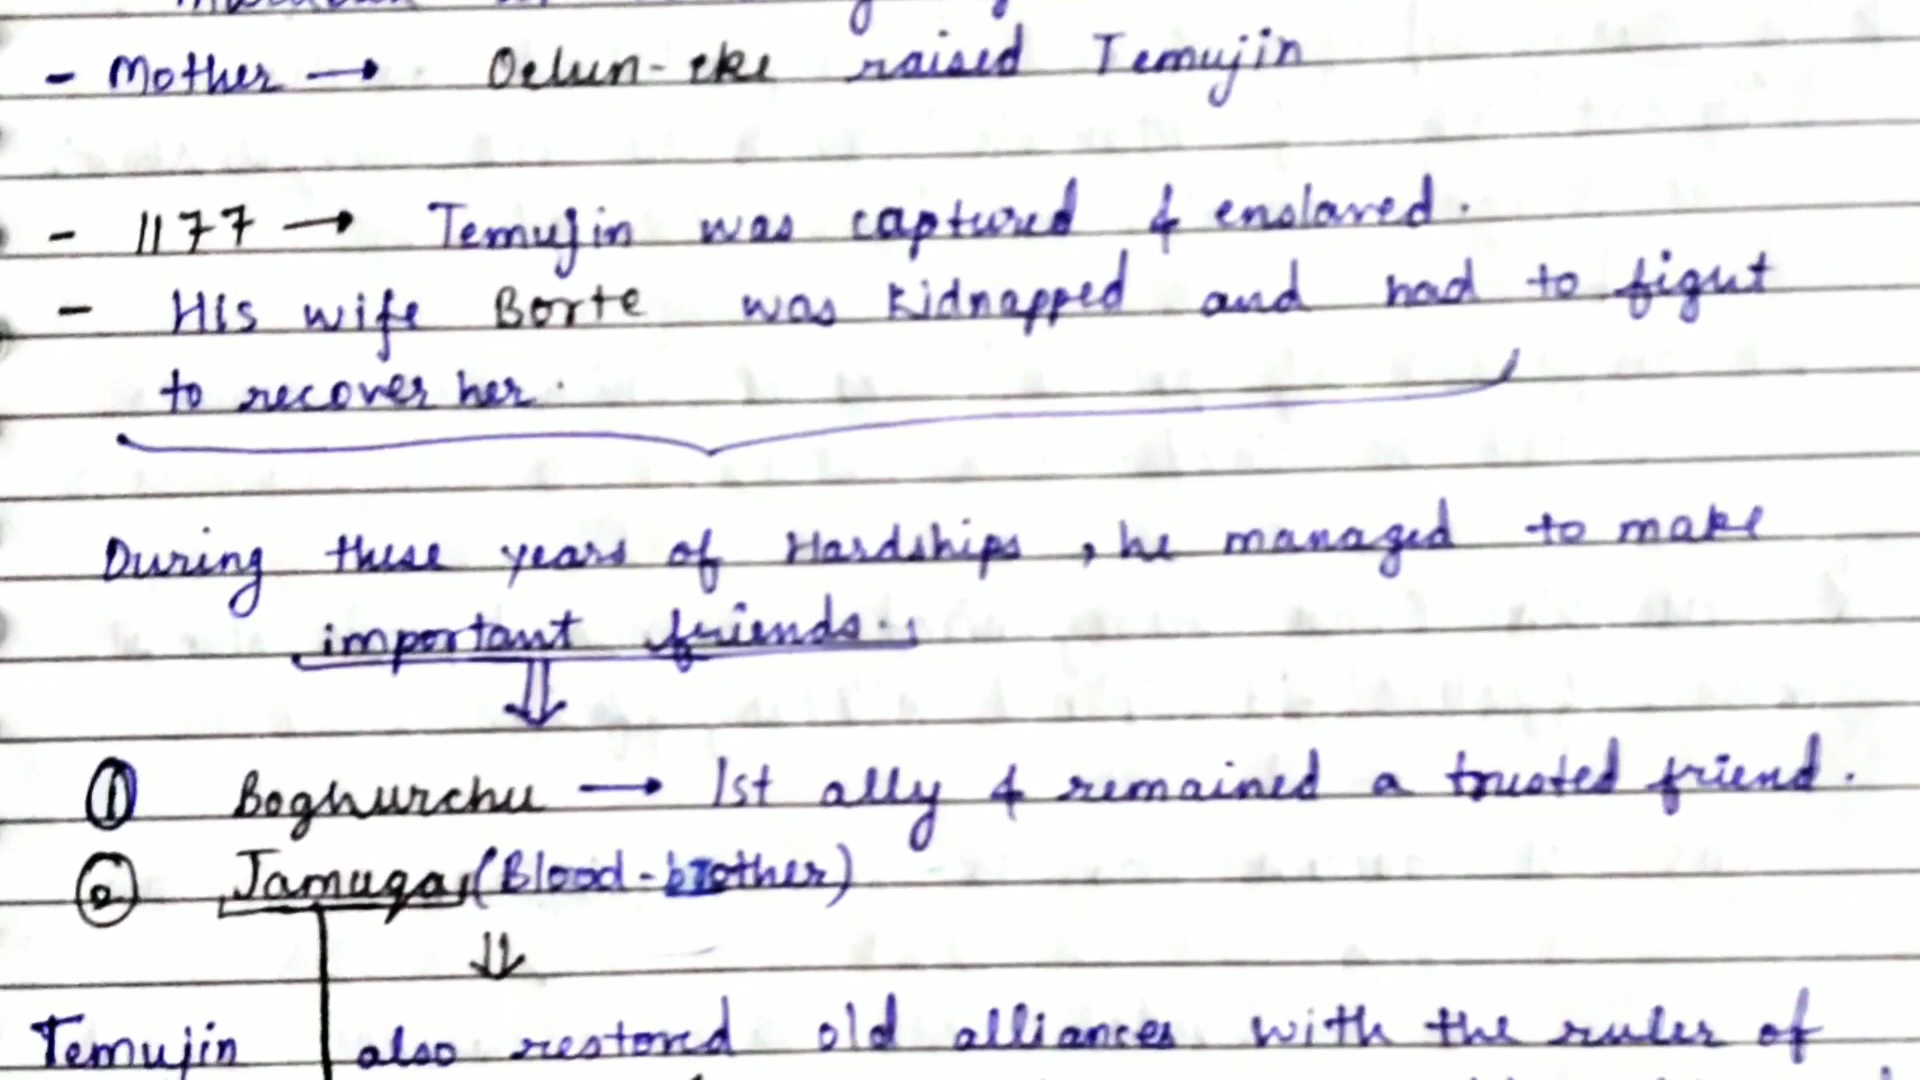 - Mother → Oelun-eke raised Temujin
- 1177 → Temujin was captured & enslaved.
- His wife Borte was kidnapped and had to fight
to recover her.
During these years of Hardships, he managed to make
important friends.
⇓
① Boghurchu → 1st ally & remained a trusted friend.
② Jamuqa, (Blood-brother)
⇓
Temujin also restored old alliances with the ruler of